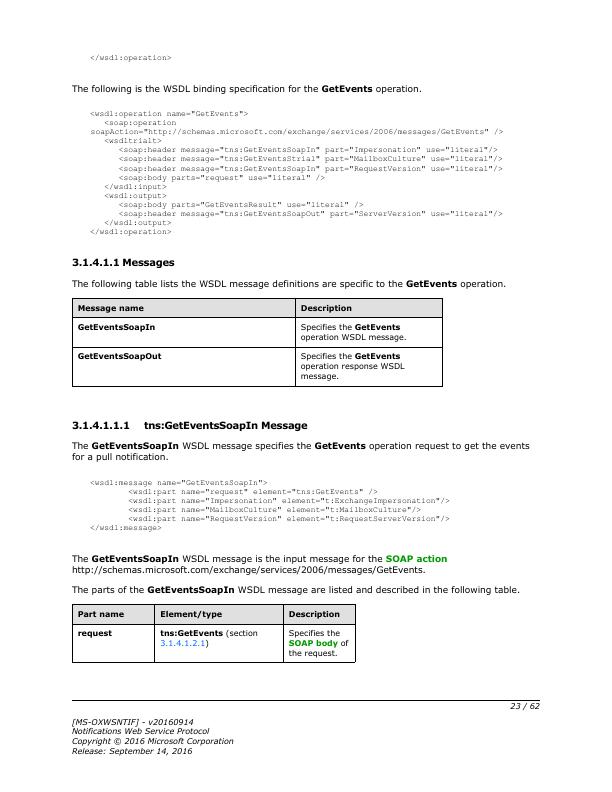 </wsdl:operation>
The following is the WSDL binding specification for the GetEvents operation.
<wsdl:operation name="GetEvents">
<soap:operation
soapAction="http://schemas.microsoft.com/exchange/services/2006/messages/GetEvents" />
<wsdltrialt>
<soap:header message="tns:GetEventsSoapIn" part="Impersonation" use="literal"/>
<soap:header message="tns:GetEventsStrial" part="MailboxCulture" use="literal"/>
<soap:header message="tns:GetEventsSoapIn" part="RequestVersion" use="literal"/>
<soap:body parts="request" use="literal" />
</wsdl:input>
<wsdl:output>
<soap:body parts="GetEventsResult" use="literal" />
<soap:header message="tns:GetEventsSoapOut" part="ServerVersion" use="literal"/>
</wsdl:output>
</wsdl:operation>
3.1.4.1.1 Messages
The following table lists the WSDL message definitions are specific to the GetEvents operation.
Message name Description
GetEventsSoapIn Specifies the GetEvents
operation WSDL message.
GetEventsSoapOut Specifies the GetEvents
operation response WSDL
message.
3.1.4.1.1.1 tns:GetEventsSoapIn Message
The GetEventsSoapIn WSDL message specifies the GetEvents operation request to get the events
for a pull notification.
<wsdl:message name="GetEventsSoapIn">
<wsdl:part name="request" element="tns:GetEvents" />
<wsdl:part name="Impersonation" element="t:ExchangeImpersonation"/>
<wsdl:part name="MailboxCulture" element="t:MailboxCulture"/>
<wsdl:part name="RequestVersion" element="t:RequestServerVersion"/>
</wsdl:message>
The GetEventsSoapIn WSDL message is the input message for the SOAP action
http://schemas.microsoft.com/exchange/services/2006/messages/GetEvents.
The parts of the GetEventsSoapIn WSDL message are listed and described in the following table.
Part name Element/type Description
request tns:GetEvents (section Specifies the
3.1.4.1.2.1) SOAP body of
the request.
23 / 62
[MS-OXWSNTIF] - v20160914
Notifications Web Service Protocol
Copyright © 2016 Microsoft Corporation
Release: September 14, 2016